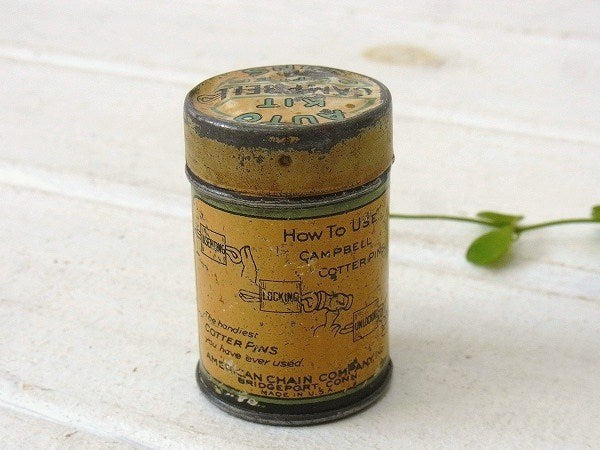 CAMPBELL
AUTO
KIT
How To Use
CAMPBELL
COTTER PINS
INSERTING
LOCKING
UNLOCKING
The handiest
COTTER PINS
you have ever used.
AMERICAN CHAIN COMPANY
BRIDGEPORT, CONN
MADE IN U.S.A.